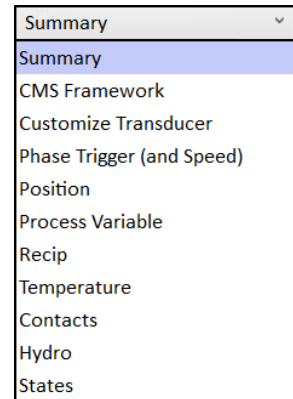 Summary
Summary
CMS Framework
Customize Transducer
Phase Trigger (and Speed)
Position
Process Variable
Recip
Temperature
Contacts
Hydro
States